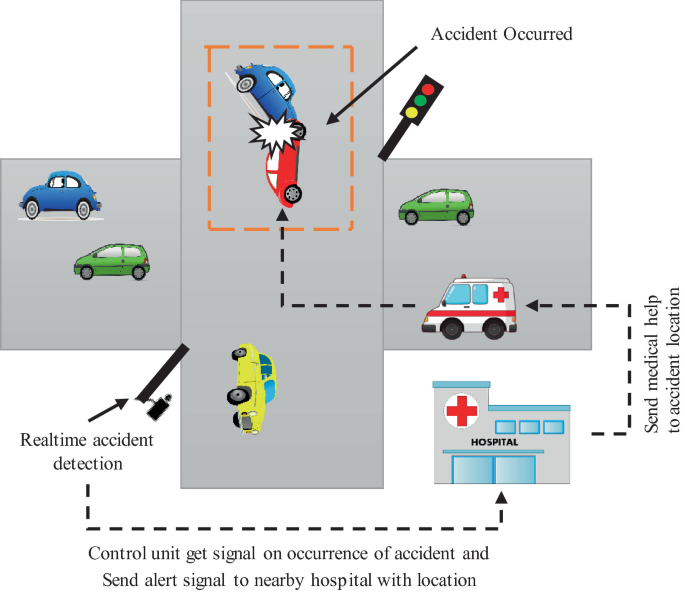 Accident Occurred
Send medical help
to accident location
HOSPITAL
Realtime accident
detection
Control unit get signal on occurrence of accident and
Send alert signal to nearby hospital with location